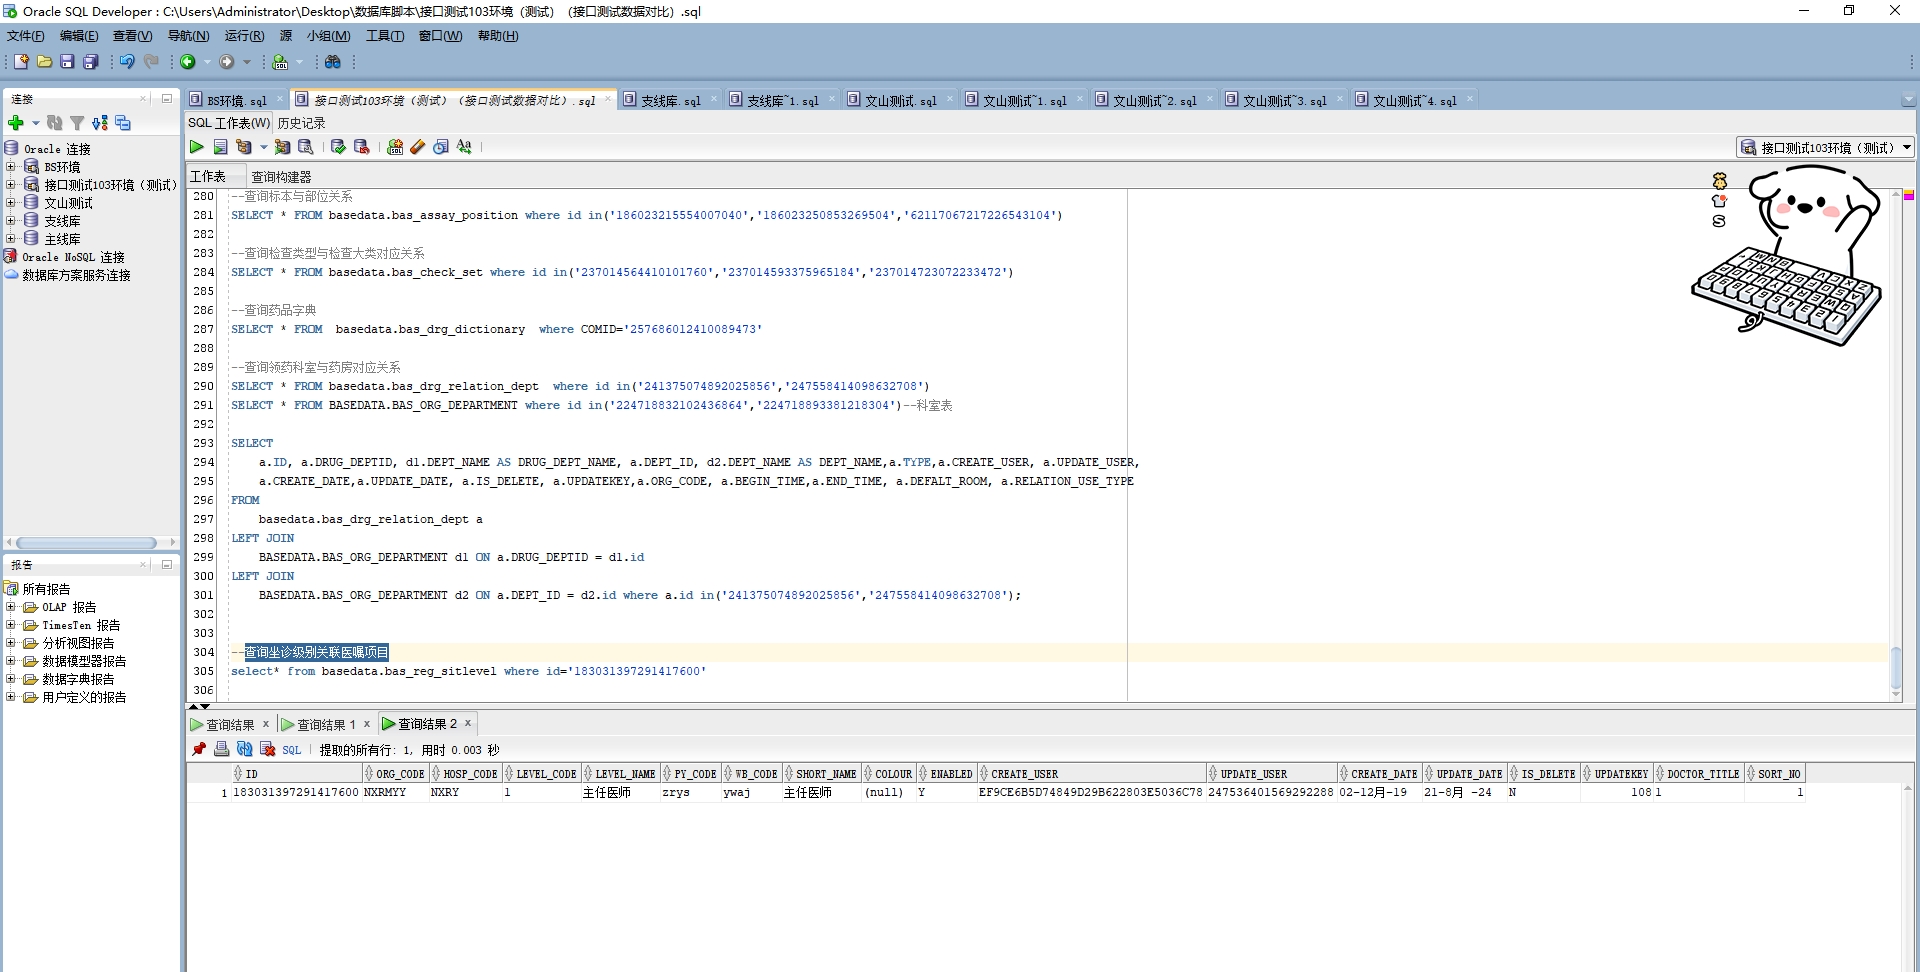 Oracle SQL Developer : C:\Users\Administrator\Desktop\数据库脚本\接口测试103环境（测试）（接口测试数据对比）.sql
文件(F) 编辑(E) 查看(V) 导航(N) 运行(R) 源 小组(M) 工具(T) 窗口(W) 帮助(H)
连接
Oracle 连接
BS环境
接口测试103环境（测试）
文山测试
支线库
主线库
Oracle NoSQL 连接
数据库方案服务连接
报告
所有报告
OLAP 报告
TimesTen 报告
分析视图报告
数据模型器报告
数据字典报告
用户定义的报告
BS环境.sql 接口测试103环境（测试）（接口测试数据对比）.sql 支线库.sql 支线库~1.sql 文山测试.sql 文山测试~1.sql 文山测试~2.sql 文山测试~3.sql 文山测试~4.sql
SQL 工作表(W) 历史记录
接口测试103环境（测试）
工作表 查询构建器
280 --查询标本与部位关系
281 SELECT * FROM basedata.bas_assay_position where id in('186023215554007040','186023250853269504','62117067217226543104')
282
283 --查询检查类型与检查大类对应关系
284 SELECT * FROM basedata.bas_check_set where id in('237014564410101760','237014593375965184','237014723072233472')
285
286 --查询药品字典
287 SELECT * FROM  basedata.bas_drg_dictionary  where COMID='257686012410089473'
288
289 --查询领药科室与药房对应关系
290 SELECT * FROM basedata.bas_drg_relation_dept  where id in('241375074892025856','247558414098632708')
291 SELECT * FROM BASEDATA.BAS_ORG_DEPARTMENT where id in('224718832102436864','224718893381218304')--科室表
292
293 SELECT
294 a.ID, a.DRUG_DEPTID, d1.DEPT_NAME AS DRUG_DEPT_NAME, a.DEPT_ID, d2.DEPT_NAME AS DEPT_NAME,a.TYPE,a.CREATE_USER, a.UPDATE_USER,
295 a.CREATE_DATE,a.UPDATE_DATE, a.IS_DELETE, a.UPDATEKEY,a.ORG_CODE, a.BEGIN_TIME,a.END_TIME, a.DEFALT_ROOM, a.RELATION_USE_TYPE
296 FROM
297 basedata.bas_drg_relation_dept a
298 LEFT JOIN
299 BASEDATA.BAS_ORG_DEPARTMENT d1 ON a.DRUG_DEPTID = d1.id
300 LEFT JOIN
301 BASEDATA.BAS_ORG_DEPARTMENT d2 ON a.DEPT_ID = d2.id where a.id in('241375074892025856','247558414098632708');
302
303
304 --查询坐诊级别关联医嘱项目
305 select* from basedata.bas_reg_sitlevel where id='183031397291417600'
306
查询结果 x 查询结果 1 x 查询结果 2 x
SQL 提取的所有行: 1, 用时 0.003 秒
ID ORG_CODE HOSP_CODE LEVEL_CODE LEVEL_NAME PY_CODE WB_CODE SHORT_NAME COLOUR ENABLED CREATE_USER UPDATE_USER CREATE_DATE UPDATE_DATE IS_DELETE UPDATEKEY DOCTOR_TITLE SORT_NO
1 183031397291417600 NXRMYY NXRY 1 主任医师 zrys ywaj 主任医师 (null) Y EF9CE6B5D74849D29B622803E5036C78 247536401569292288 02-12月-19 21-8月 -24 N 108 1 1